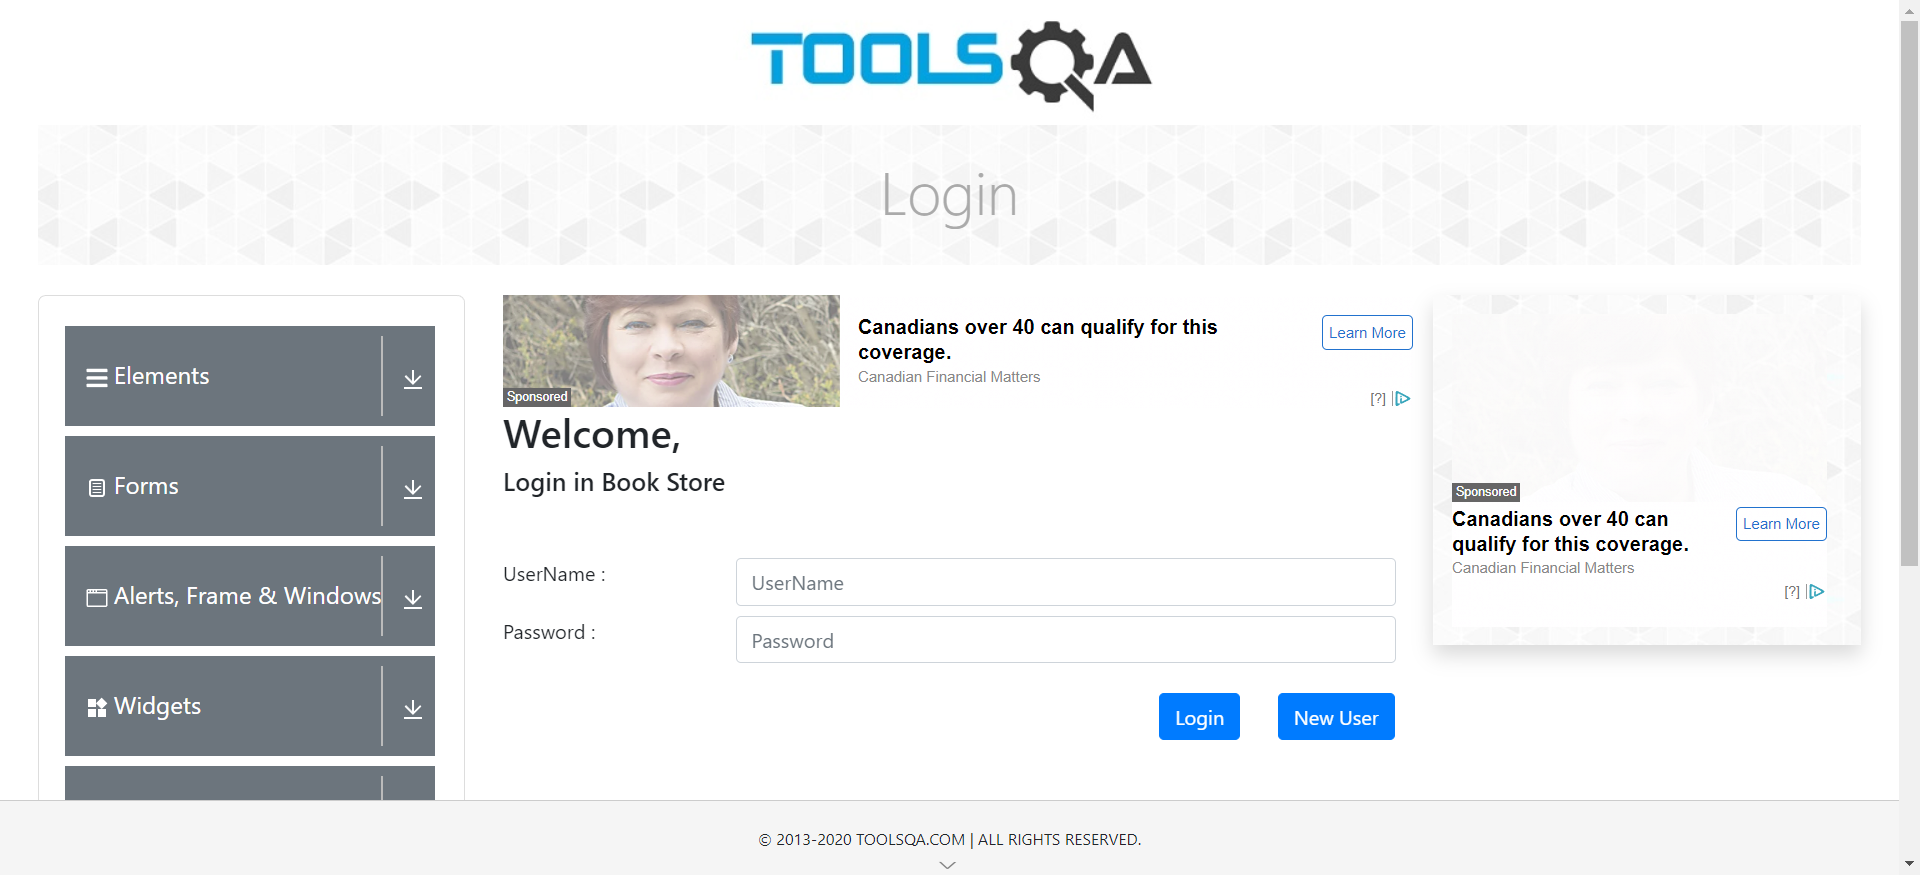 TOOLSQA
Login
Elements
Forms
Alerts, Frame & Windows
Widgets
Sponsored
Canadians over 40 can qualify for this
coverage.
Canadian Financial Matters
Learn More
[?]
Welcome,
Login in Book Store
UserName :
UserName
Password :
Password
Login
New User
Sponsored
Canadians over 40 can
qualify for this coverage.
Canadian Financial Matters
Learn More
[?]
© 2013-2020 TOOLSQA.COM | ALL RIGHTS RESERVED.